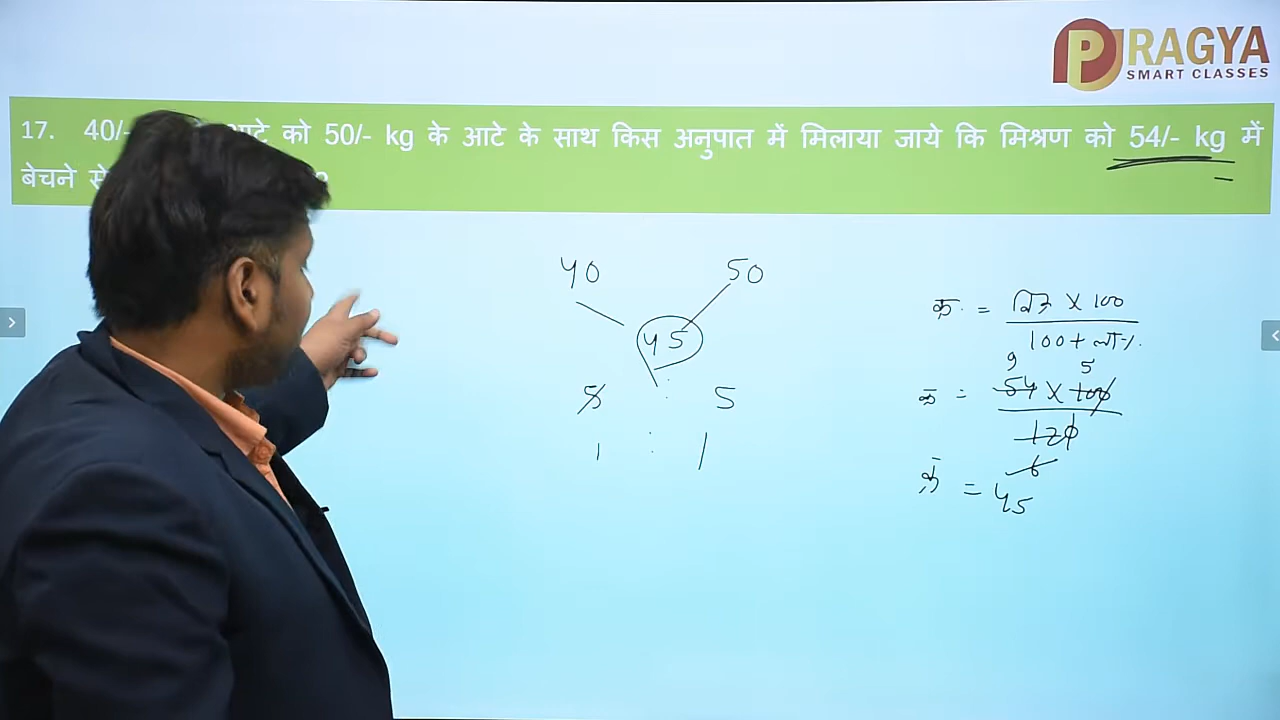 PRAGYA
SMART CLASSES
17. 40/- आटे को 50/- kg के आटे के साथ किस अनुपात में मिलाया जाये कि मिश्रण को 54/- kg में
बेचने से
40 50
45
5 : 5
1 : 1
क्र. = विक्र × 100
100 + ला%
9 5
क्र = 54 × 100
120
6
क्र = 45